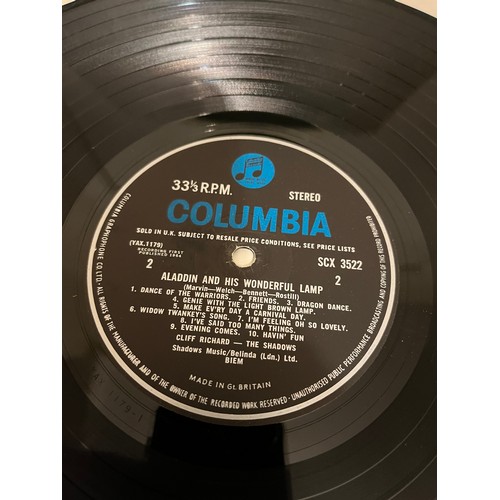 33⅓ R.P.M.
STEREO
COLUMBIA
SOLD IN U.K. SUBJECT TO RESALE PRICE CONDITIONS, SEE PRICE LISTS
(YAX.1179)
RECORDING FIRST
PUBLISHED 1964
SCX 3522
2
2
ALADDIN AND HIS WONDERFUL LAMP
(Marvin—Welch—Bennett—Rostill)
1. DANCE OF THE WARRIORS. 2. FRIENDS. 3. DRAGON DANCE.
4. GENIE WITH THE LIGHT BROWN LAMP.
5. MAKE EV'RY DAY A CARNIVAL DAY.
6. WIDOW TWANKEY'S SONG. 7. I'M FEELING OH SO LOVELY.
8. I'VE SAID TOO MANY THINGS.
9. EVENING COMES. 10. HAVIN' FUN
CLIFF RICHARD — THE SHADOWS
Shadows Music/Belinda (Ldn.) Ltd.
BIEM
MADE IN Gt. BRITAIN
COLUMBIA GRAPHOPHONE CO. LTD.—ALL RIGHTS OF THE MANUFACTURER AND OF THE OWNER OF THE RECORDED WORK RESERVED—UNAUTHORISED PUBLIC PERFORMANCE BROADCASTING AND COPYING OF THIS RECORD PROHIBITED